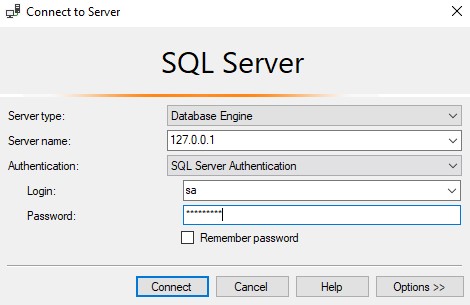 Connect to Server
SQL Server
Server type: Database Engine
Server name: 127.0.0.1
Authentication: SQL Server Authentication
Login: sa
Password: *********
Remember password
Connect Cancel Help Options >>